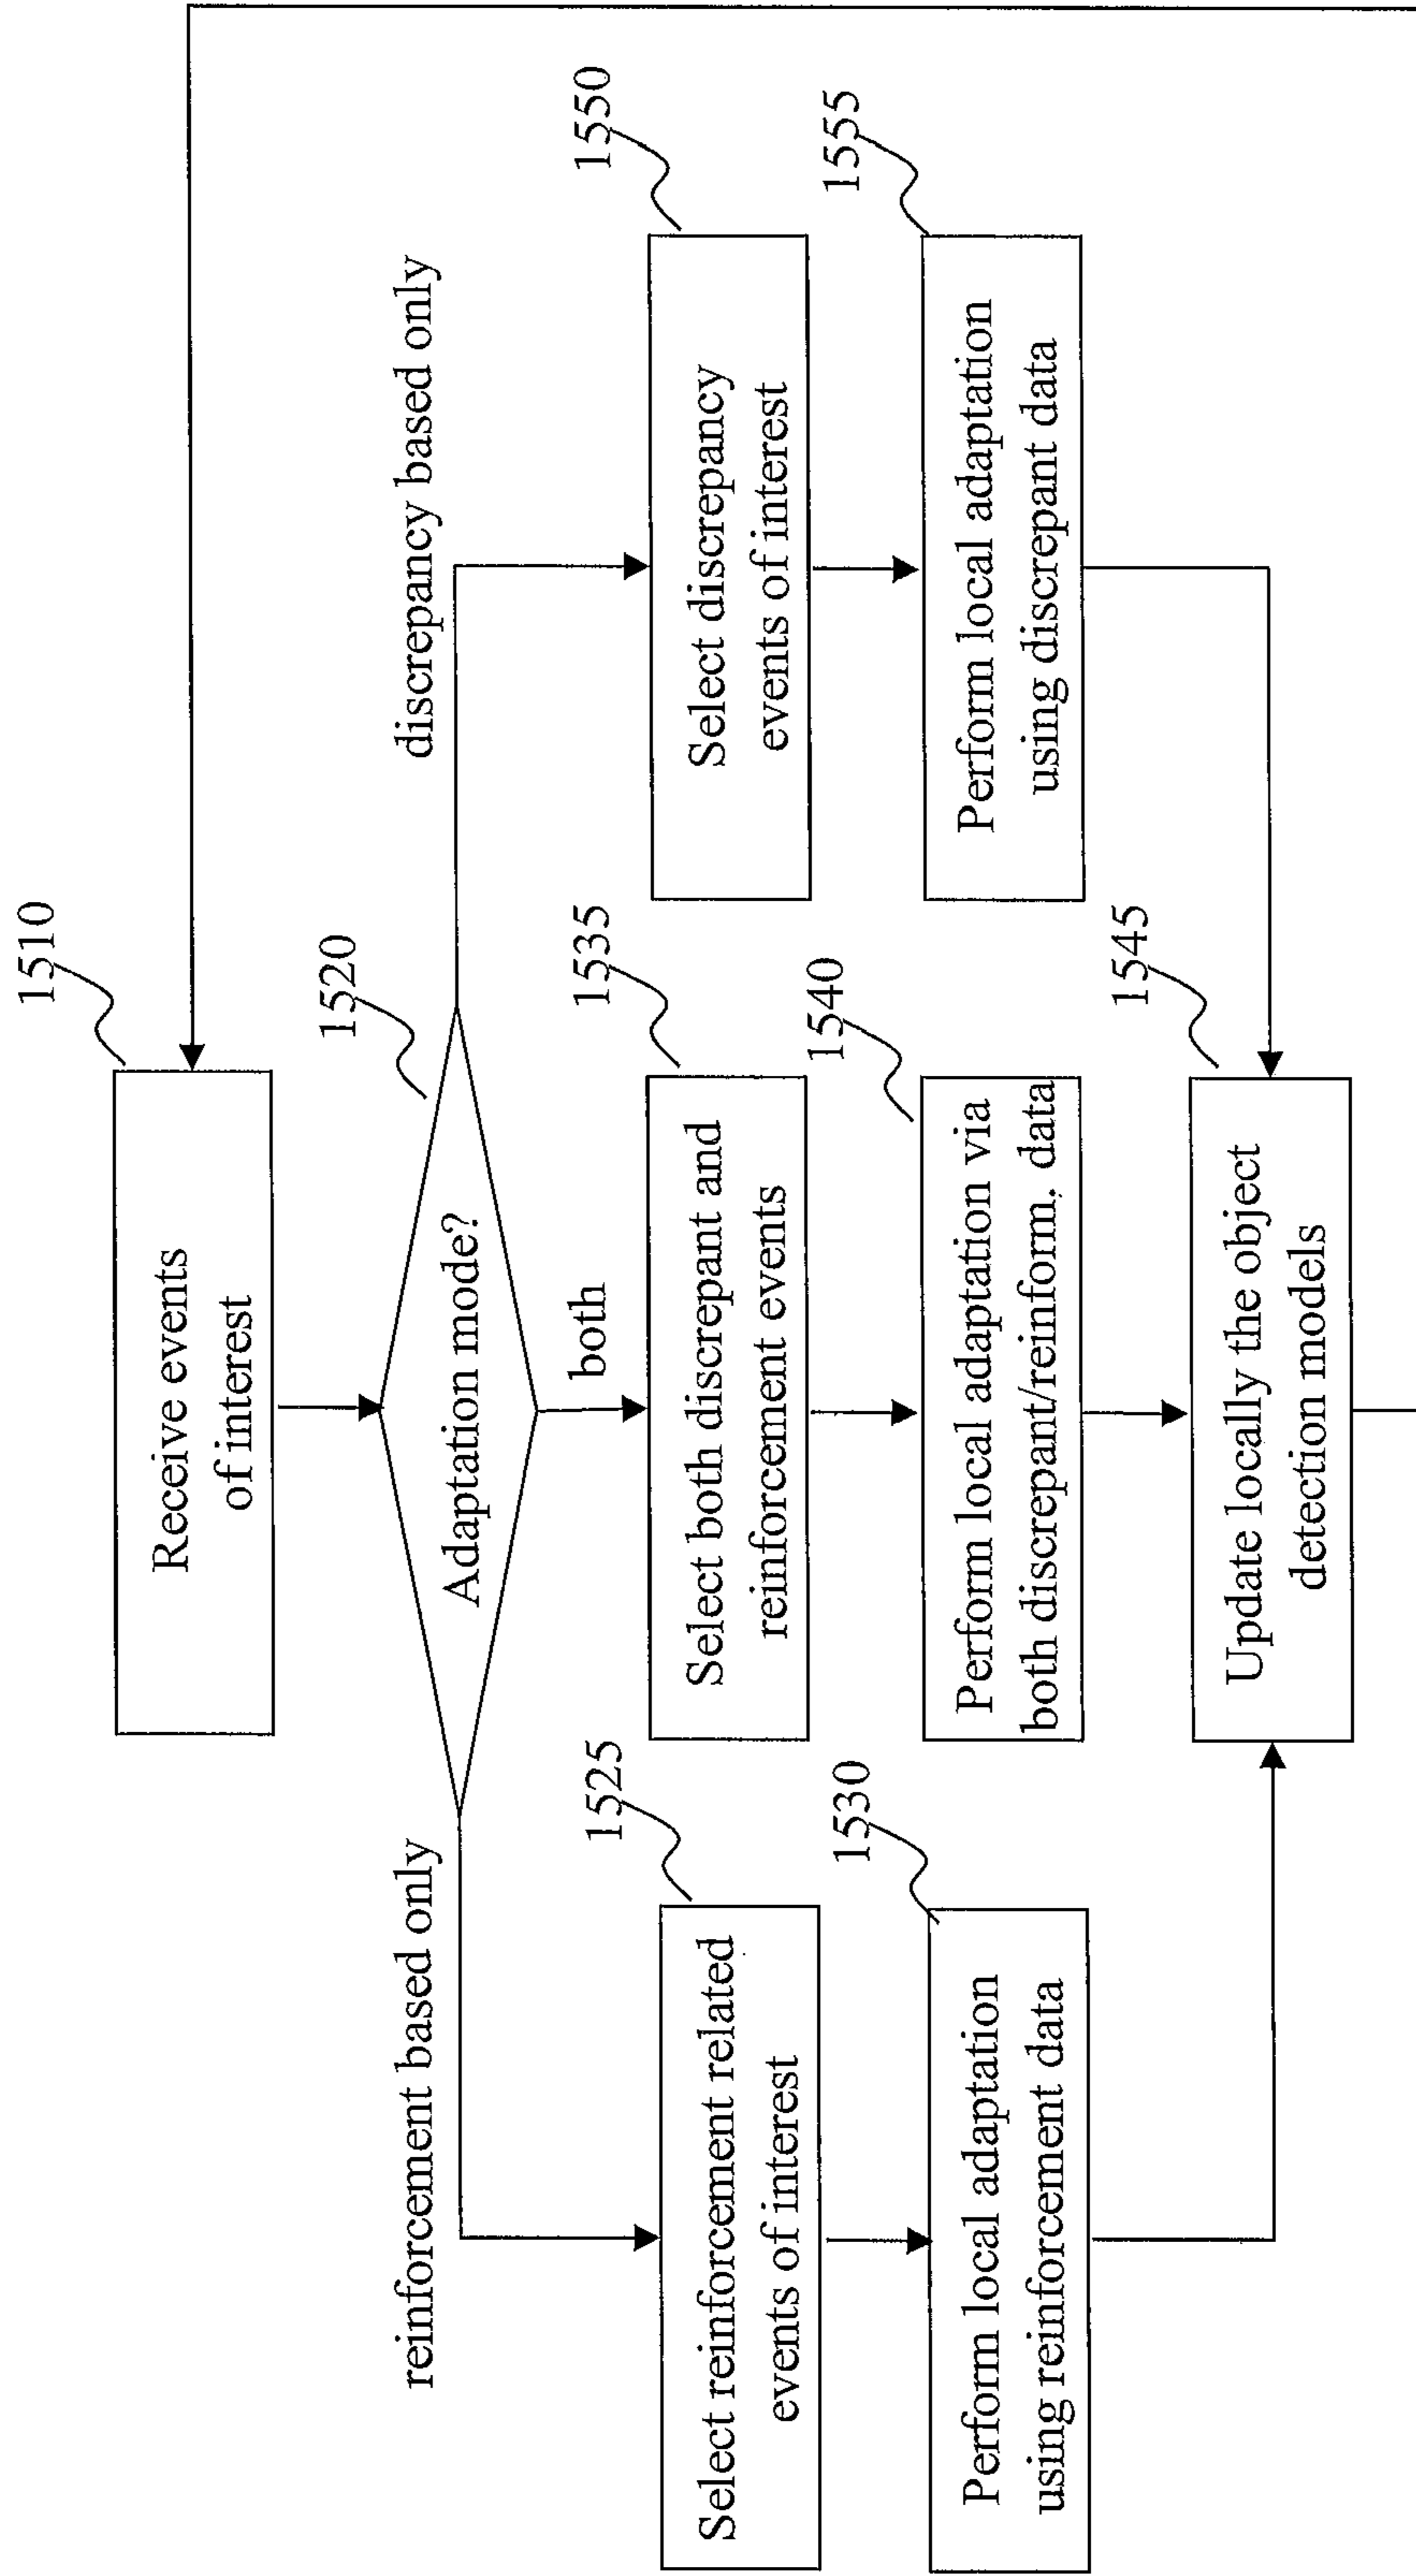 1510
Receive events
of interest
1520
Adaptation mode?
reinforcement based only
both
discrepancy based only
1525
Select reinforcement related
events of interest
1535
Select both discrepant and
reinforcement events
1550
Select discrepancy
events of interest
1530
Perform local adaptation
using reinforcement data
1540
Perform local adaptation via
both discrepant/reinform. data
1555
Perform local adaptation
using discrepant data
1545
Update locally the object
detection models